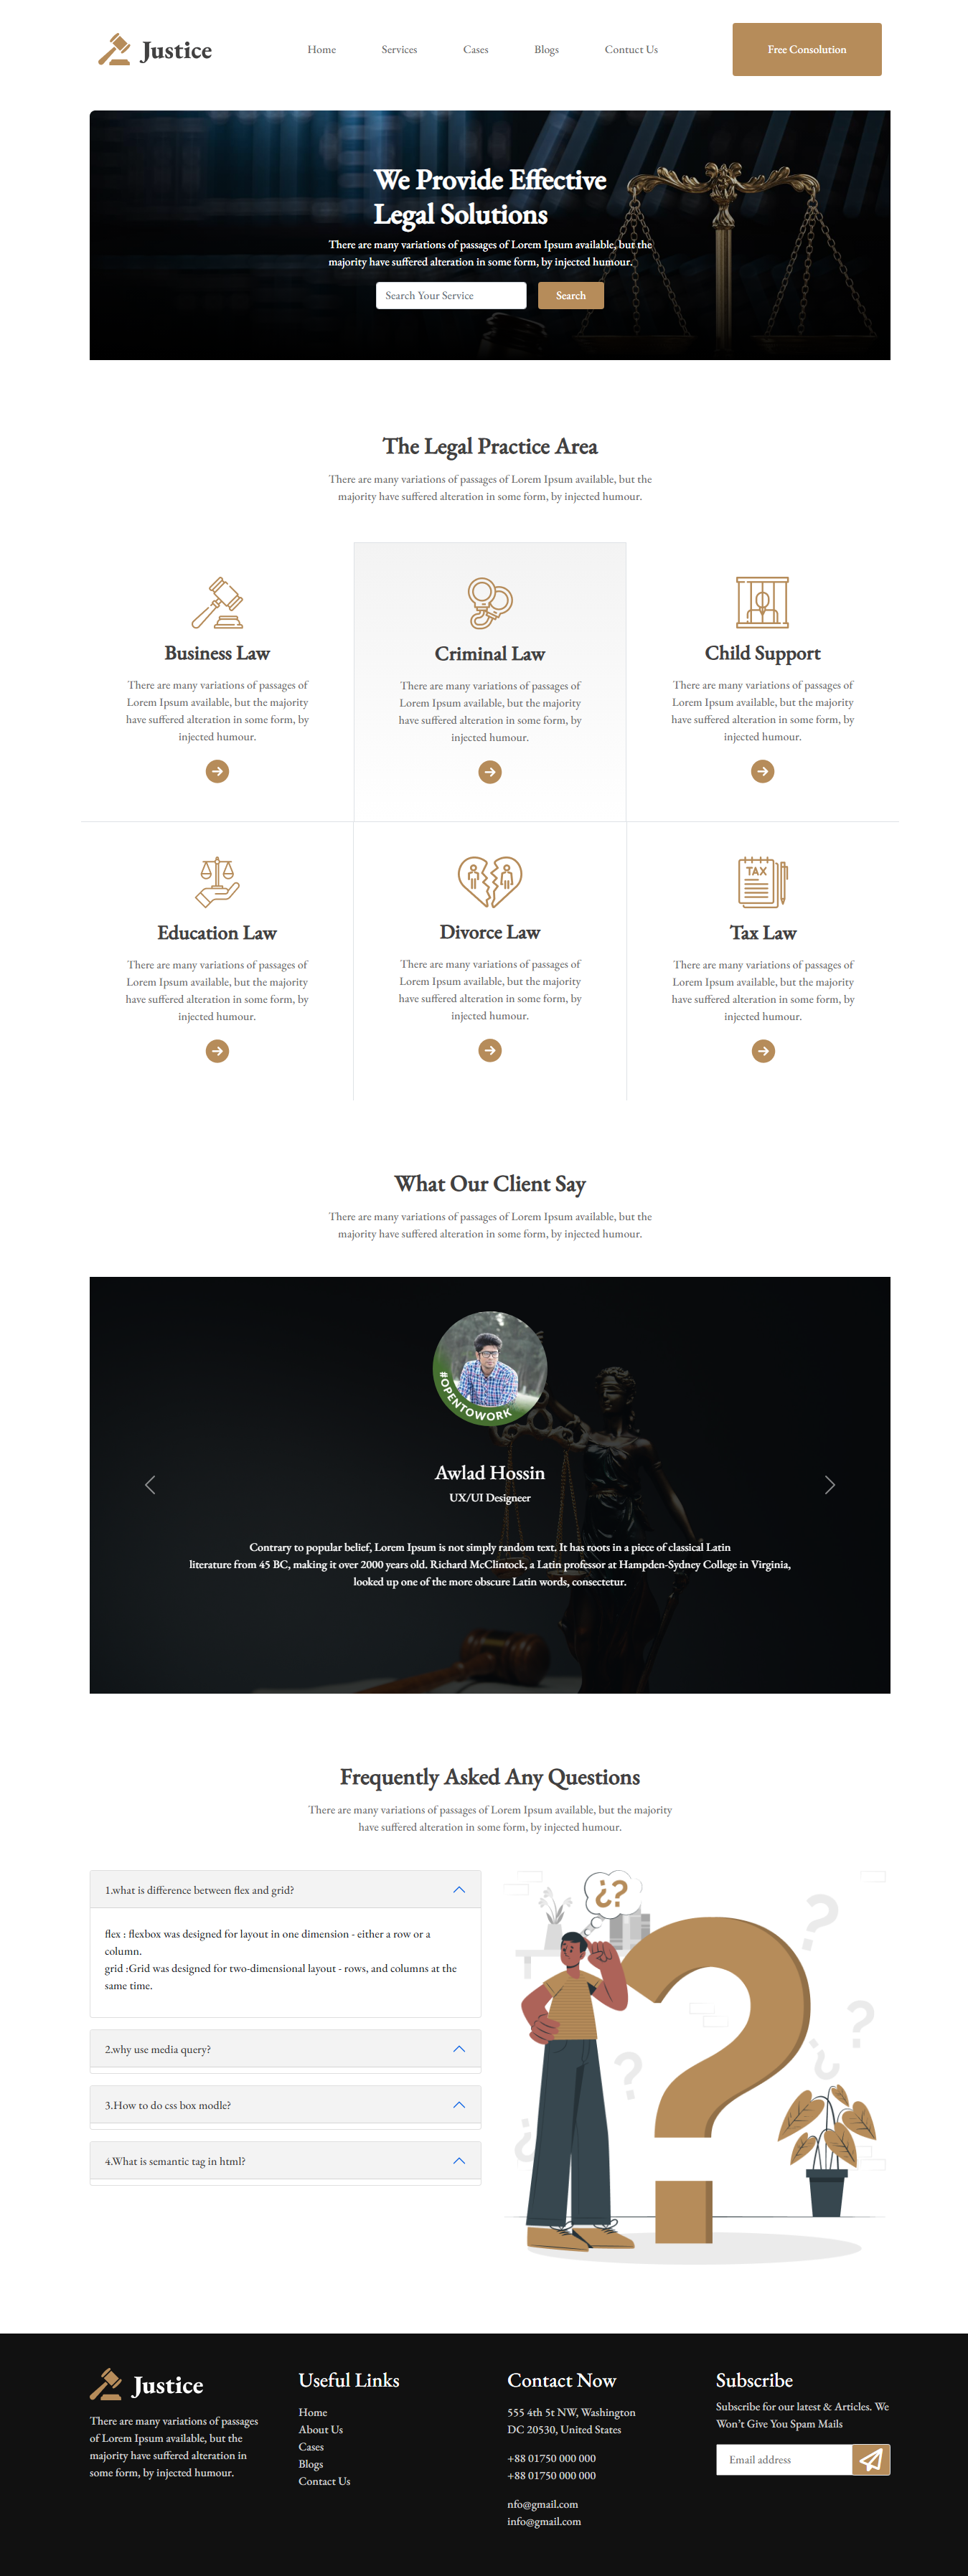 Justice
Home
Services
Cases
Blogs
Contuct Us
Free Consolution
We Provide Effective
Legal Solutions
There are many variations of passages of Lorem Ipsum available, but the
majority have suffered alteration in some form, by injected humour.
Search Your Service
Search
The Legal Practice Area
There are many variations of passages of Lorem Ipsum available, but the
majority have suffered alteration in some form, by injected humour.
Business Law
There are many variations of passages of
Lorem Ipsum available, but the majority
have suffered alteration in some form, by
injected humour.
Criminal Law
There are many variations of passages of
Lorem Ipsum available, but the majority
have suffered alteration in some form, by
injected humour.
Child Support
There are many variations of passages of
Lorem Ipsum available, but the majority
have suffered alteration in some form, by
injected humour.
Education Law
There are many variations of passages of
Lorem Ipsum available, but the majority
have suffered alteration in some form, by
injected humour.
Divorce Law
There are many variations of passages of
Lorem Ipsum available, but the majority
have suffered alteration in some form, by
injected humour.
TAX
Tax Law
There are many variations of passages of
Lorem Ipsum available, but the majority
have suffered alteration in some form, by
injected humour.
What Our Client Say
There are many variations of passages of Lorem Ipsum available, but the
majority have suffered alteration in some form, by injected humour.
#OPENTOWORK
Awlad Hossin
UX/UI Designeer
Contrary to popular belief, Lorem Ipsum is not simply random text. It has roots in a piece of classical Latin
literature from 45 BC, making it over 2000 years old. Richard McClintock, a Latin professor at Hampden-Sydney College in Virginia,
looked up one of the more obscure Latin words, consectetur.
Frequently Asked Any Questions
There are many variations of passages of Lorem Ipsum available, but the majority
have suffered alteration in some form, by injected humour.
1.what is difference between flex and grid?
flex : flexbox was designed for layout in one dimension - either a row or a
column.
grid :Grid was designed for two-dimensional layout - rows, and columns at the
same time.
2.why use media query?
3.How to do css box modle?
4.What is semantic tag in html?
¿?
?
?
?
?
¿
¿
Justice
There are many variations of passages
of Lorem Ipsum available, but the
majority have suffered alteration in
some form, by injected humour.
Useful Links
Home
About Us
Cases
Blogs
Contact Us
Contact Now
555 4th 5t NW, Washington
DC 20530, United States
+88 01750 000 000
+88 01750 000 000
nfo@gmail.com
info@gmail.com
Subscribe
Subscribe for our latest & Articles. We
Won't Give You Spam Mails
Email address